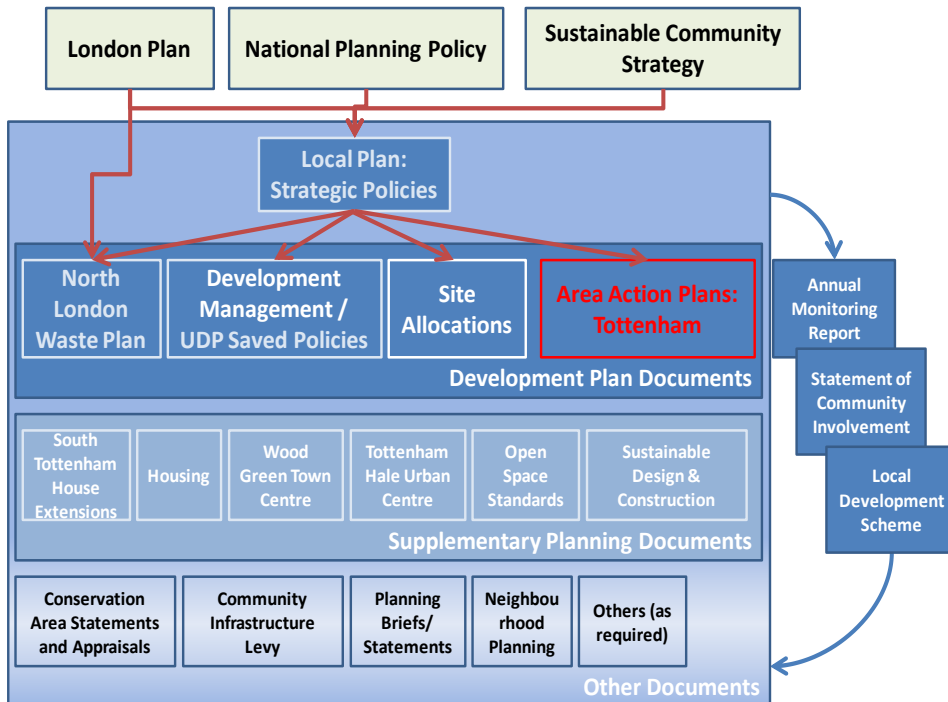 London Plan
National Planning Policy
Sustainable Community
Strategy
Local Plan:
Strategic Policies
North
London
Waste Plan
Development
Management /
UDP Saved Policies
Site
Allocations
Area Action Plans:
Tottenham
Development Plan Documents
Annual
Monitoring
Report
Statement of
Community
Involvement
Local
Development
Scheme
South
Tottenham
House
Extensions
Housing
Wood
Green Town
Centre
Tottenham
Hale Urban
Centre
Open
Space
Standards
Sustainable
Design &
Construction
Supplementary Planning Documents
Conservation
Area Statements
and Appraisals
Community
Infrastructure
Levy
Planning
Briefs/
Statements
Neighbou
rhood
Planning
Others (as
required)
Other Documents